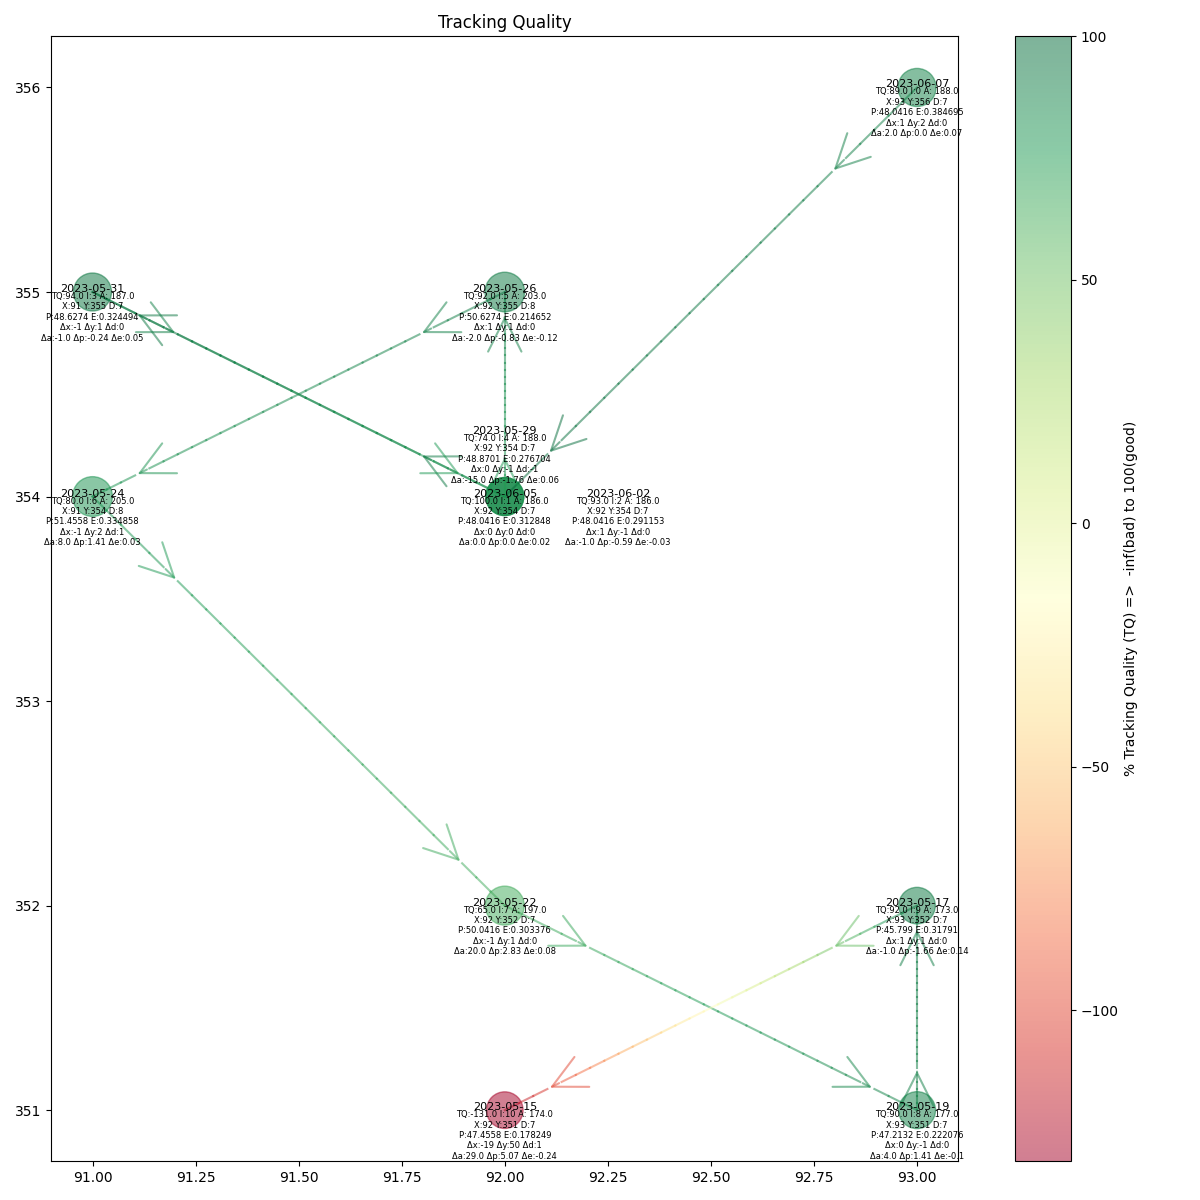 Tracking Quality
356
355
354
353
352
351
91.00
91.25
91.50
91.75
92.00
92.25
92.50
92.75
93.00
2023-06-07
TQ:89.0 I:0 A: 188.0
X:93 Y:356 D:7
P:48.0416 E:0.384695
Δx:1 Δy:2 Δd:0
Δa:2.0 Δp:0.0 Δe:0.07
2023-05-31
TQ:94.0 I:3 A: 187.0
X:91 Y:355 D:7
P:48.6274 E:0.324494
Δx:-1 Δy:1 Δd:0
Δa:-1.0 Δp:-0.24 Δe:0.05
2023-05-26
TQ:92.0 I:5 A: 203.0
X:92 Y:355 D:8
P:50.6274 E:0.214652
Δx:1 Δy:1 Δd:0
Δa:-2.0 Δp:-0.83 Δe:-0.12
2023-05-29
TQ:74.0 I:4 A: 188.0
X:92 Y:354 D:7
P:48.8701 E:0.276704
Δx:0 Δy:-1 Δd:-1
Δa:-15.0 Δp:-1.76 Δe:0.06
2023-05-24
TQ:80.0 I:6 A: 205.0
X:91 Y:354 D:8
P:51.4558 E:0.334858
Δx:-1 Δy:2 Δd:1
Δa:8.0 Δp:1.41 Δe:0.03
2023-06-05
TQ:100.0 I:1 A: 186.0
X:92 Y:354 D:7
P:48.0416 E:0.312848
Δx:0 Δy:0 Δd:0
Δa:0.0 Δp:0.0 Δe:0.02
2023-06-02
TQ:93.0 I:2 A: 186.0
X:92 Y:354 D:7
P:48.0416 E:0.291153
Δx:1 Δy:-1 Δd:0
Δa:-1.0 Δp:-0.59 Δe:-0.03
2023-05-22
TQ:65.0 I:7 A: 197.0
X:92 Y:352 D:7
P:50.0416 E:0.303376
Δx:-1 Δy:1 Δd:0
Δa:20.0 Δp:2.83 Δe:0.08
2023-05-17
TQ:92.0 I:9 A: 173.0
X:93 Y:352 D:7
P:45.799 E:0.31791
Δx:1 Δy:1 Δd:0
Δa:-1.0 Δp:-1.66 Δe:0.14
2023-05-15
TQ:-131.0 I:10 A: 174.0
X:92 Y:351 D:7
P:47.4558 E:0.178249
Δx:-19 Δy:50 Δd:1
Δa:29.0 Δp:5.07 Δe:-0.24
2023-05-19
TQ:90.0 I:8 A: 177.0
X:93 Y:351 D:7
P:47.2132 E:0.222076
Δx:0 Δy:-1 Δd:0
Δa:4.0 Δp:1.41 Δe:-0.1
100
50
0
−50
−100
% Tracking Quality (TQ) => -inf(bad) to 100(good)